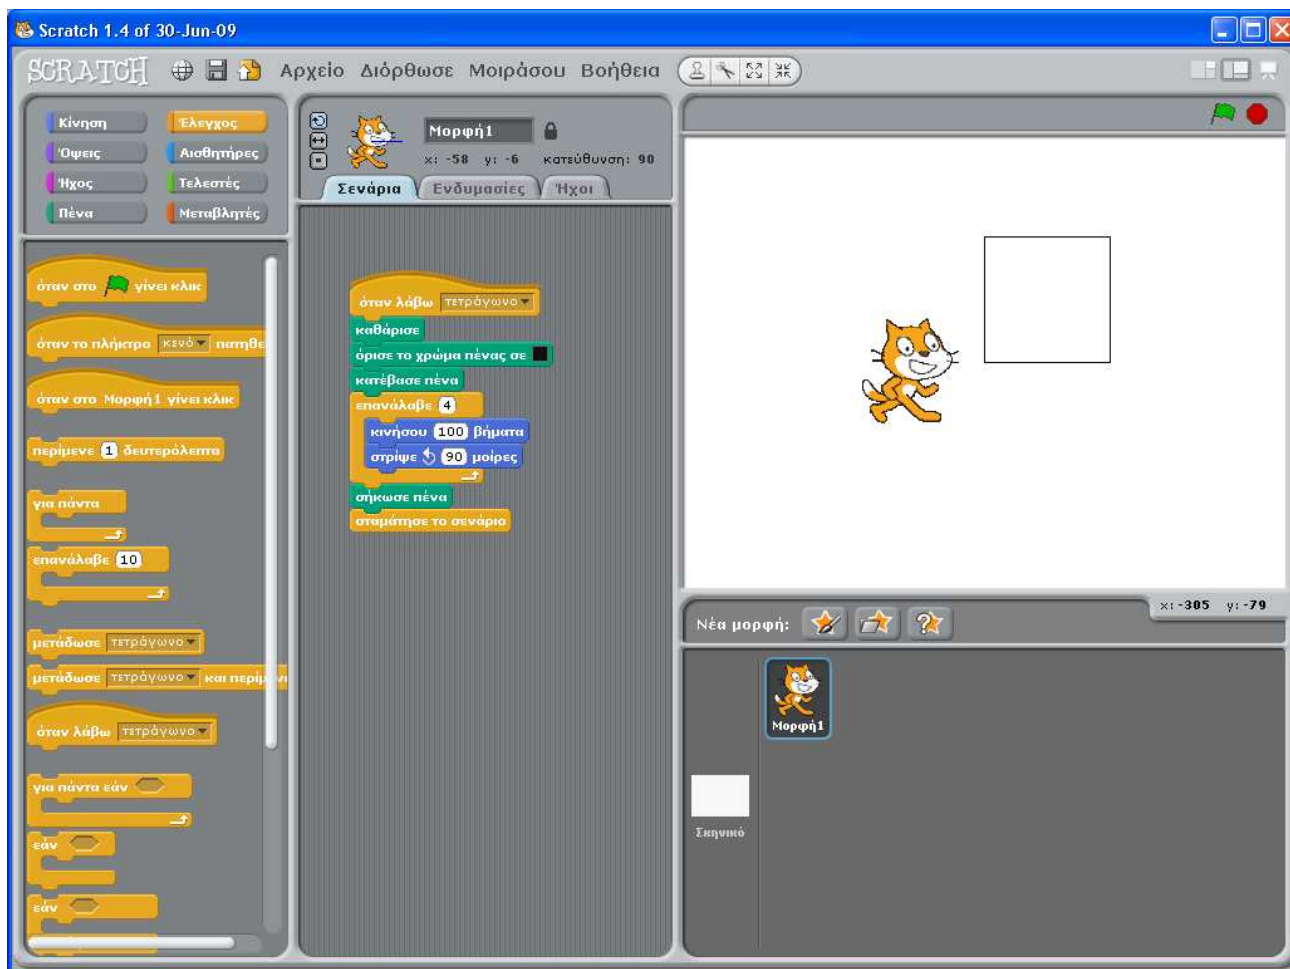 Scratch 1.4 of 30-Jun-09
SCRATCH Αρχείο Διόρθωσε Μοιράσου Βοήθεια
Κίνηση Έλεγχος
Όψεις Αισθητήρες
Ήχος Τελεστές
Πένα Μεταβλητές
όταν στο γίνει κλικ
όταν το πλήκτρο κενό πατηθε
όταν στο Μορφή1 γίνει κλικ
περίμενε 1 δευτερόλεπτα
για πάντα
επανάλαβε 10
μετάδωσε τετράγωνο
μετάδωσε τετράγωνο και περίμενε
όταν λάβω τετράγωνο
για πάντα εάν
εάν
εάν
Μορφή1
x: -58 y: -6 κατεύθυνση: 90
Σενάρια Ενδυμασίες Ήχοι
όταν λάβω τετράγωνο
καθάρισε
όρισε το χρώμα πένας σε
κατέβασε πένα
επανάλαβε 4
κινήσου 100 βήματα
στρίψε 90 μοίρες
σήκωσε πένα
σταμάτησε το σενάριο
x: -305 y: -79
Νέα μορφή:
Μορφή1
Σκηνικό